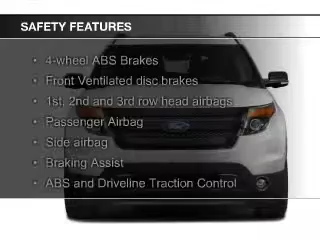 SAFETY FEATURES
• 4-wheel ABS Brakes
• Front Ventilated disc brakes
• 1st, 2nd and 3rd row head airbags
• Passenger Airbag
• Side airbag
• Braking Assist
• ABS and Driveline Traction Control
Ford